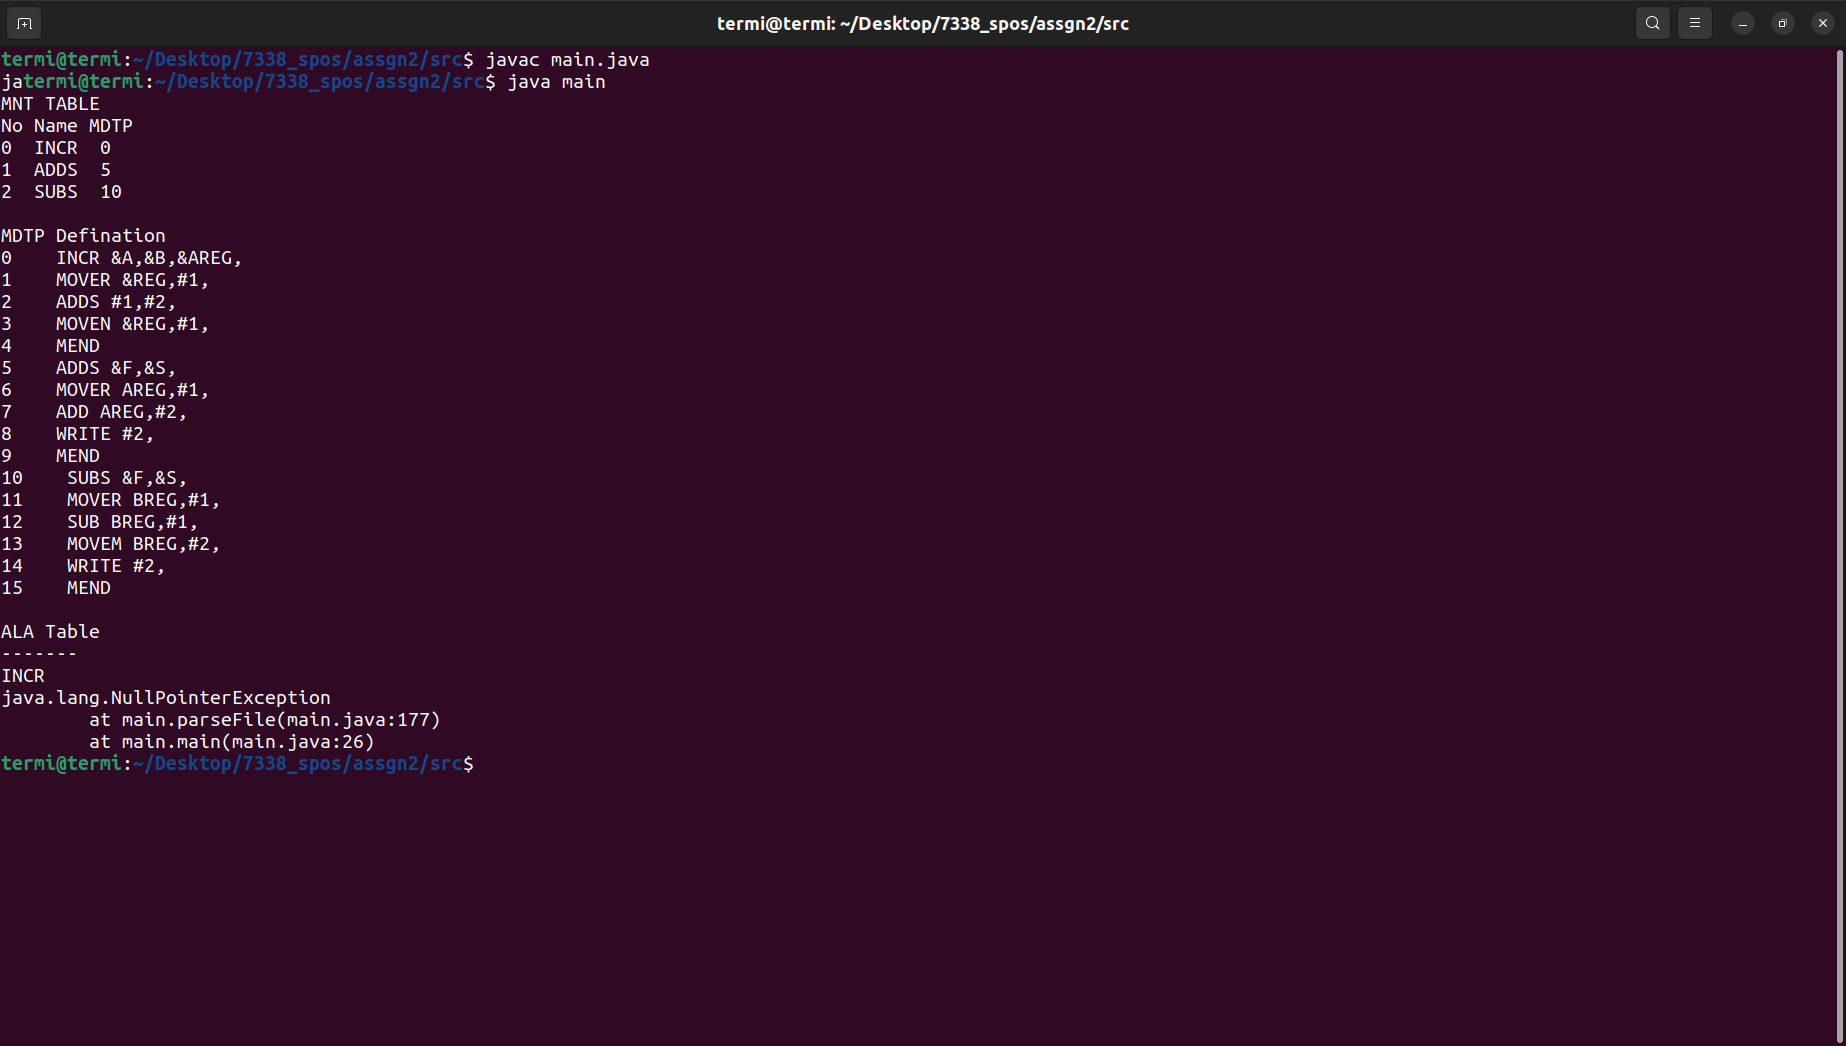 termi@termi: ~/Desktop/7338_spos/assgn2/src
termi@termi:~/Desktop/7338_spos/assgn2/src$ javac main.java
jatermi@termi:~/Desktop/7338_spos/assgn2/src$ java main
MNT TABLE
No Name MDTP
0  INCR  0
1  ADDS  5
2  SUBS  10
MDTP Defination
0    INCR &A,&B,&AREG,
1    MOVER &REG,#1,
2    ADDS #1,#2,
3    MOVEN &REG,#1,
4    MEND
5    ADDS &F,&S,
6    MOVER AREG,#1,
7    ADD AREG,#2,
8    WRITE #2,
9    MEND
10    SUBS &F,&S,
11    MOVER BREG,#1,
12    SUB BREG,#1,
13    MOVEM BREG,#2,
14    WRITE #2,
15    MEND
ALA Table
-------
INCR
java.lang.NullPointerException
        at main.parseFile(main.java:177)
        at main.main(main.java:26)
termi@termi:~/Desktop/7338_spos/assgn2/src$